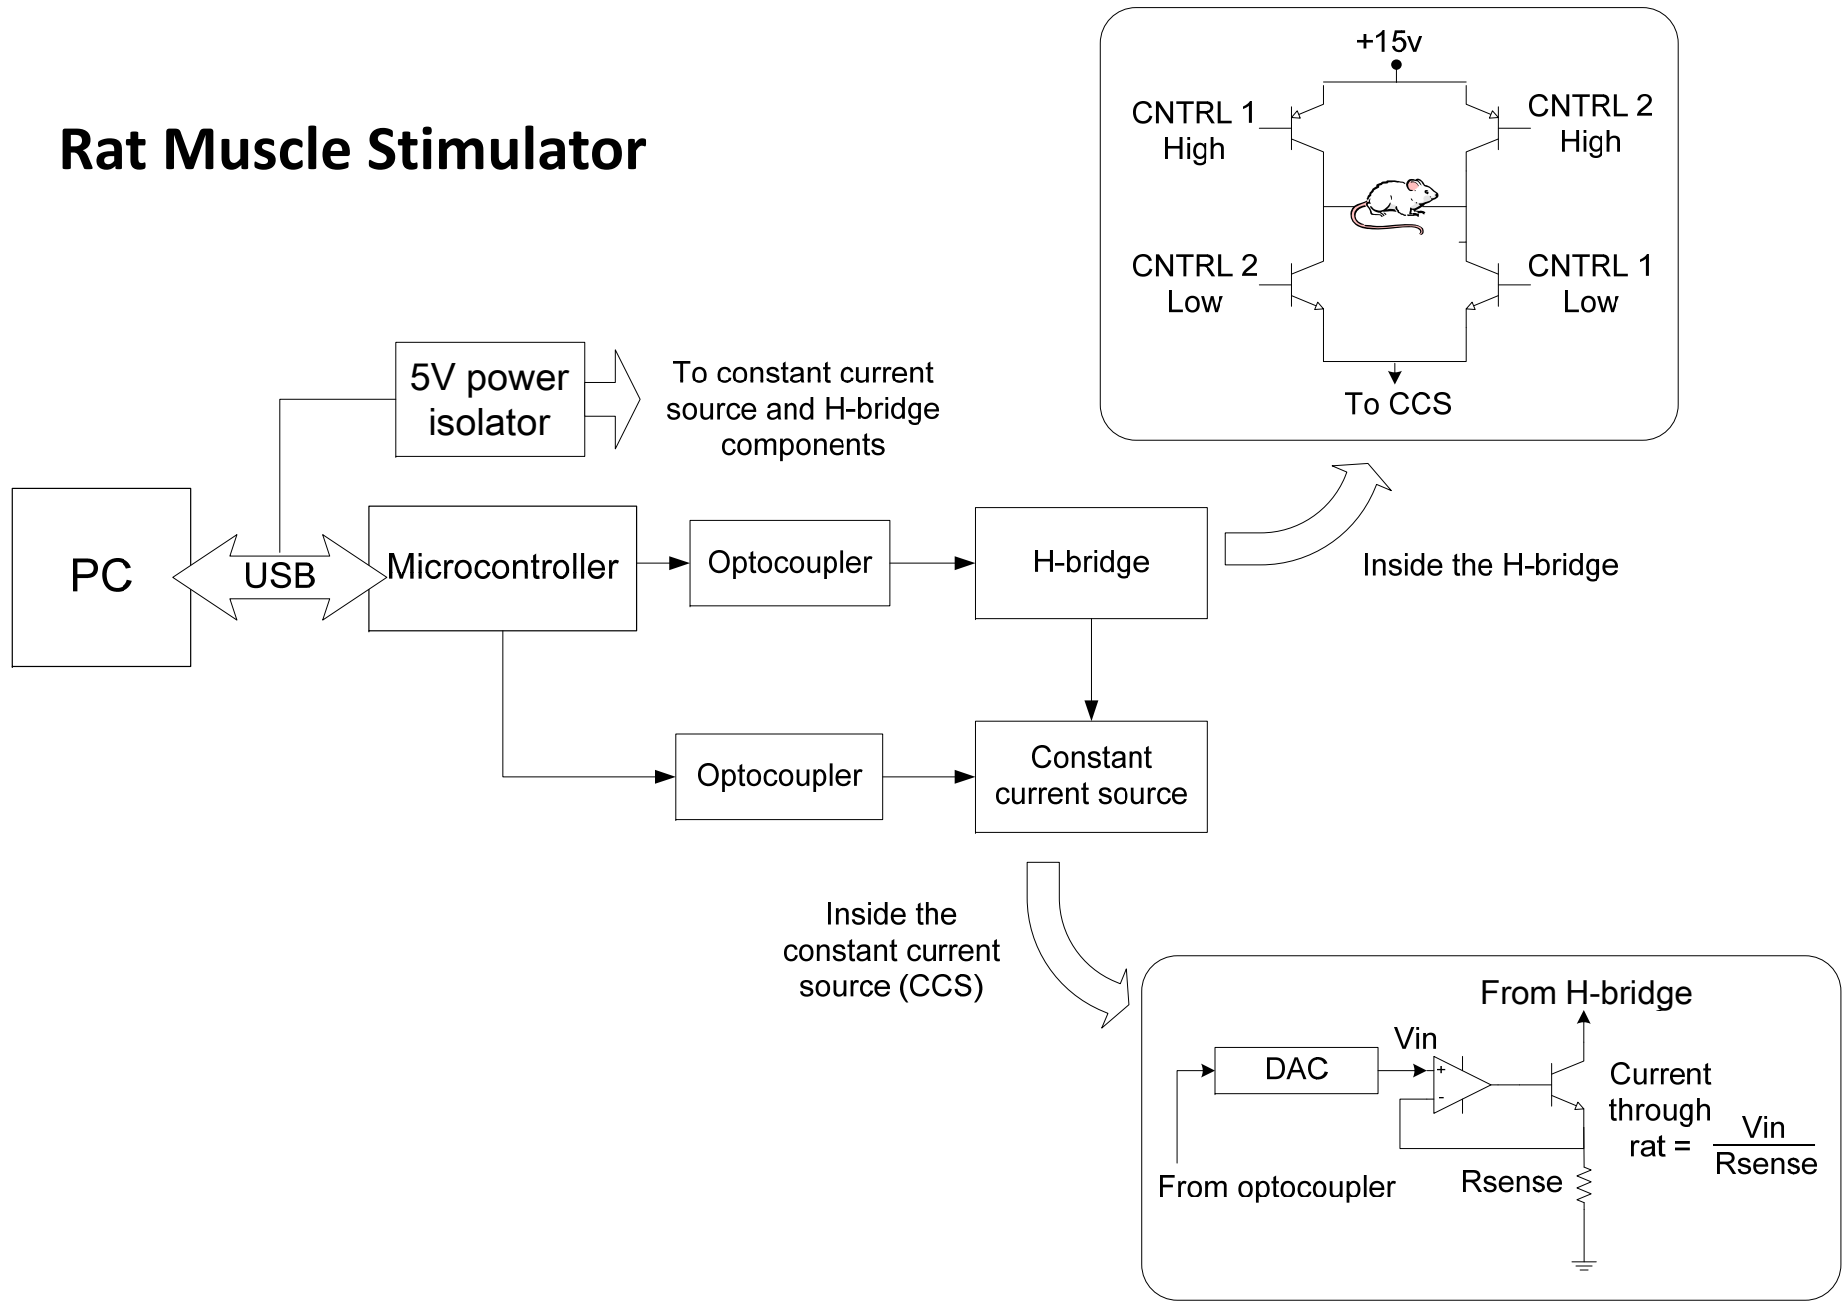 Rat Muscle Stimulator
+15v
CNTRL 1
High
CNTRL 2
High
CNTRL 2
Low
CNTRL 1
Low
To CCS
5V power
isolator
To constant current
source and H-bridge
components
PC
USB
Microcontroller
Optocoupler
H-bridge
Inside the H-bridge
Optocoupler
Constant
current source
Inside the
constant current
source (CCS)
From H-bridge
Vin
DAC
+
-
Current
through
rat = Vin
Rsense
Rsense
From optocoupler